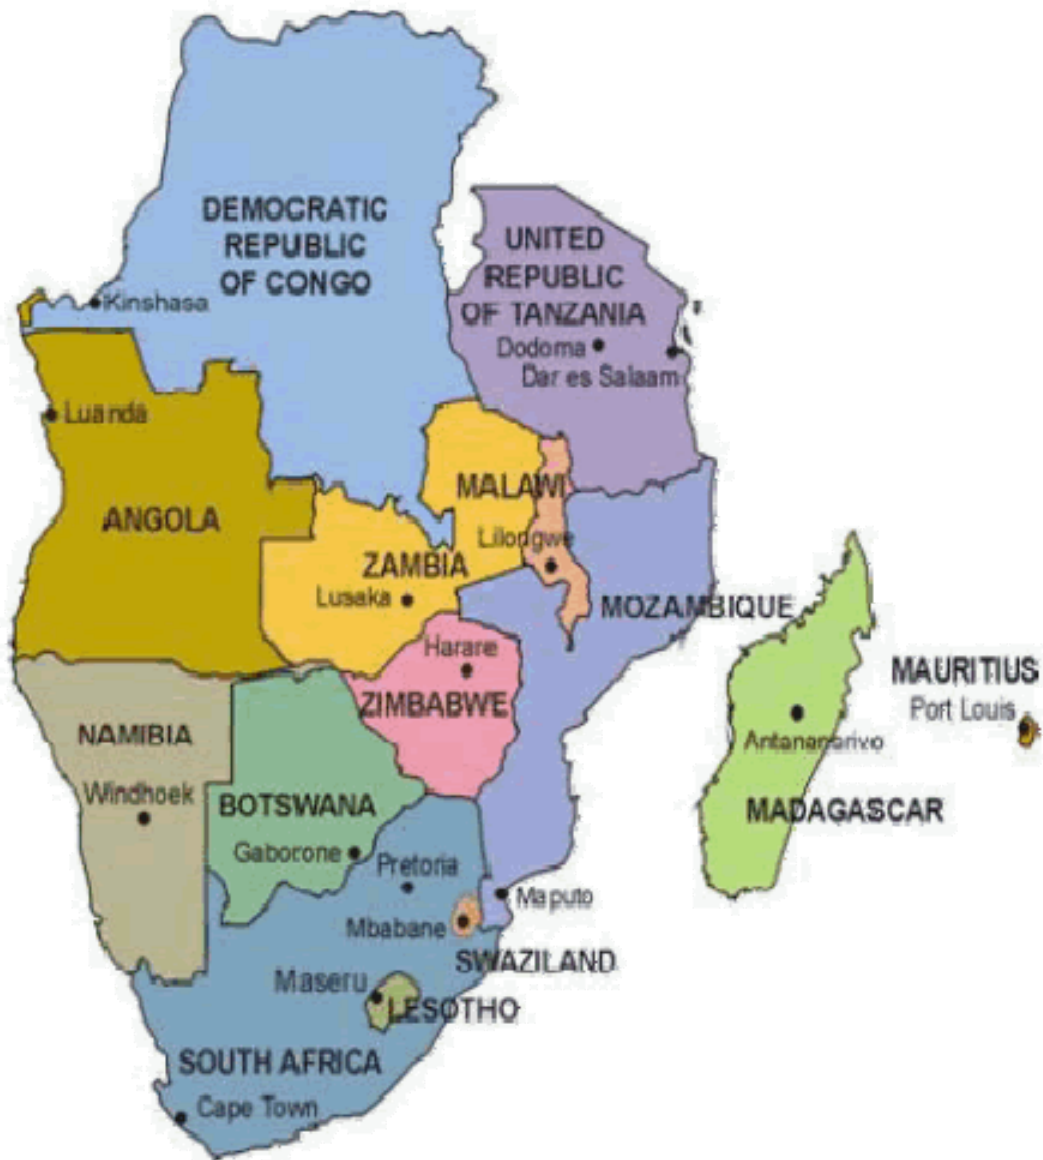 DEMOCRATIC
REPUBLIC
OF CONGO
UNITED
REPUBLIC
OF TANZANIA
Kinshasa
Dodoma
Dar es Salaam
Luanda
MALAWI
ANGOLA
Lilongwe
ZAMBIA
Lusaka
MOZAMBIQUE
Harare
MAURITIUS
ZIMBABWE
Port Louis
NAMIBIA
Antananarivo
Windhoek
BOTSWANA
MADAGASCAR
Gaborone
Pretoria
Maputo
Mbabane
SWAZILAND
Maseru
LESOTHO
SOUTH AFRICA
Cape Town